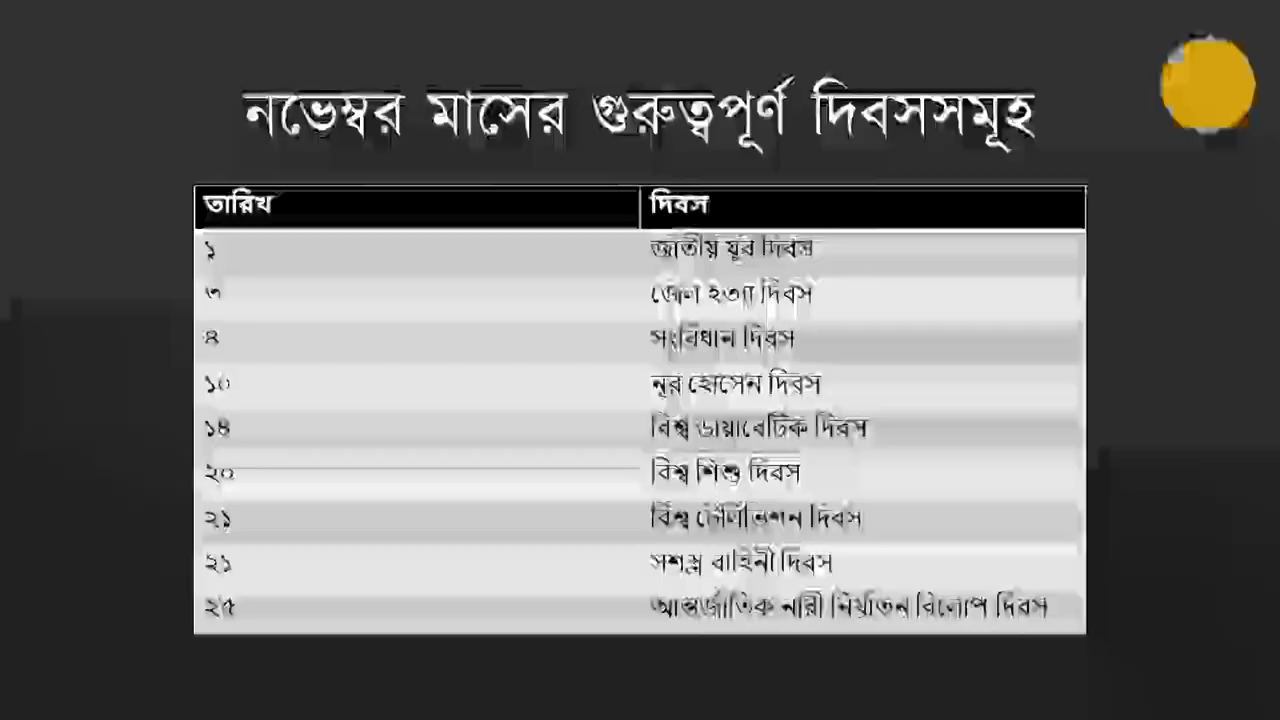 নভেম্বর মাসের গুরুত্বপূর্ণ দিবসসমূহ
তারিখ দিবস
১ জাতীয় যুব দিবস
৩ জেল হত্যা দিবস
৪ সংবিধান দিবস
১০ নূর হোসেন দিবস
১৪ বিশ্ব ডায়াবেটিক দিবস
২০ বিশ্ব শিশু দিবস
২১ বিশ্ব টেলিভিশন দিবস
২১ সশস্ত্র বাহিনী দিবস
২৫ আন্তর্জাতিক নারী নির্যাতন বিলোপ দিবস